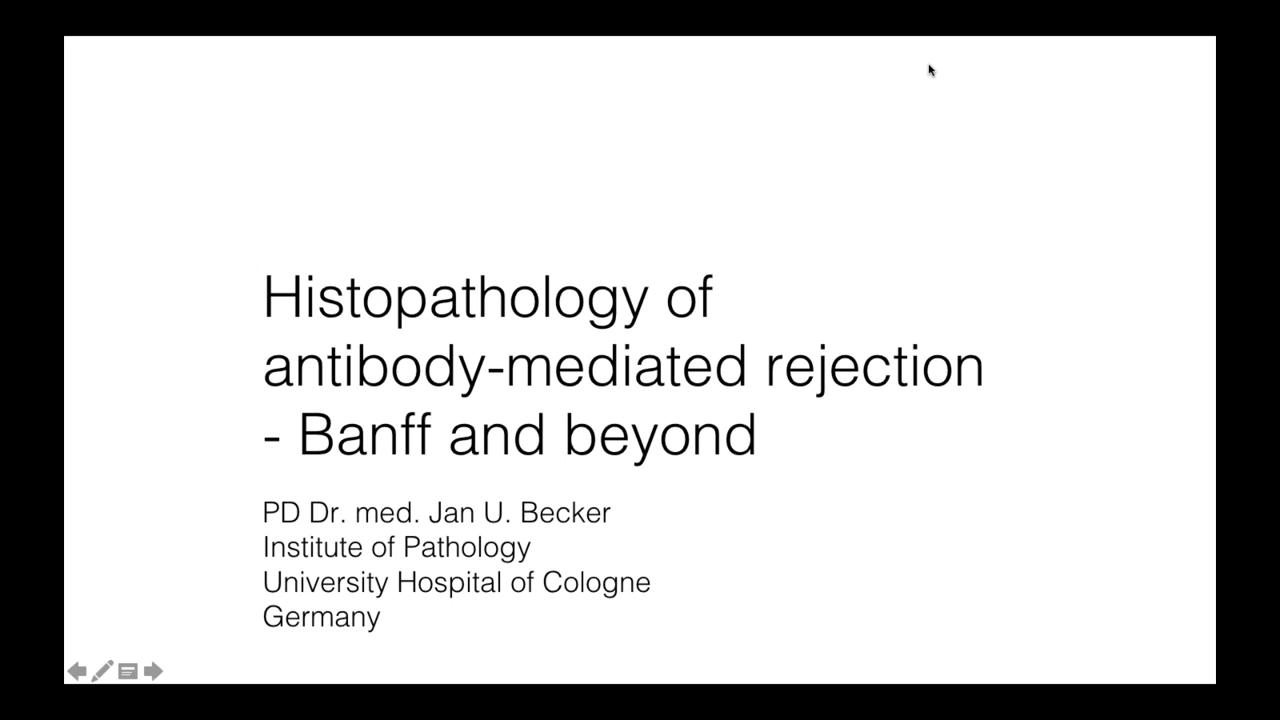 Histopathology of
antibody-mediated rejection
- Banff and beyond
PD Dr. med. Jan U. Becker
Institute of Pathology
University Hospital of Cologne
Germany